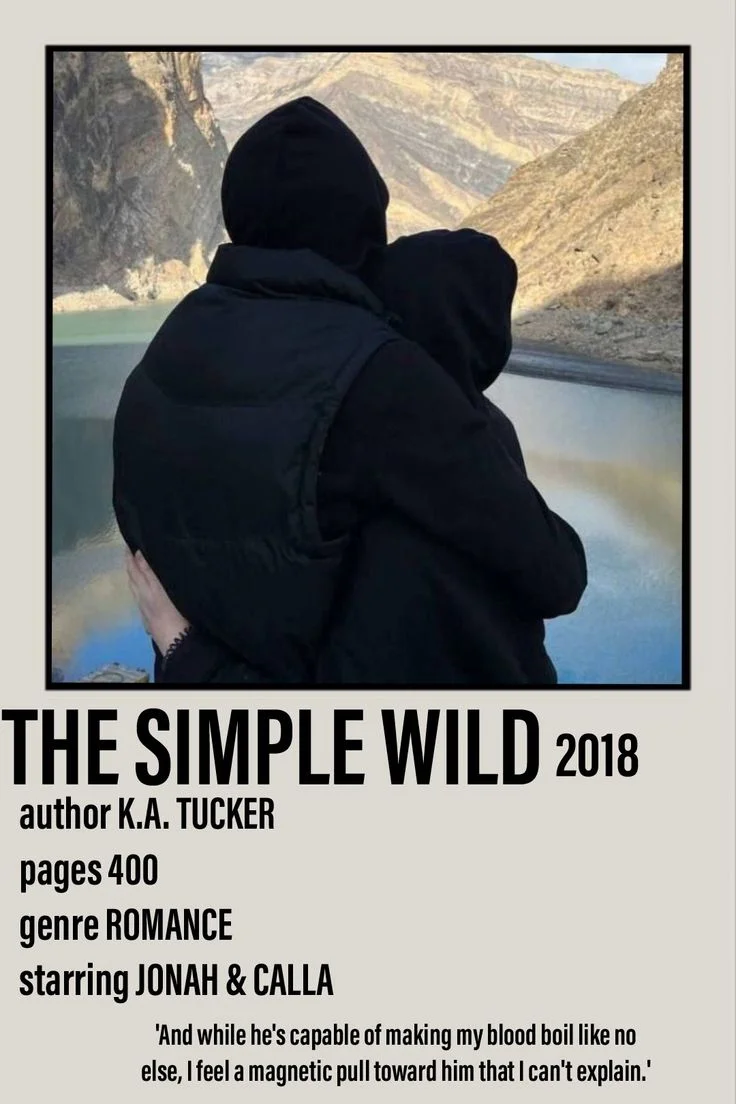 THE SIMPLE WILD 2018
author K.A. TUCKER
pages 400
genre ROMANCE
starring JONAH & CALLA
'And while he's capable of making my blood boil like no
else, I feel a magnetic pull toward him that I can't explain.'